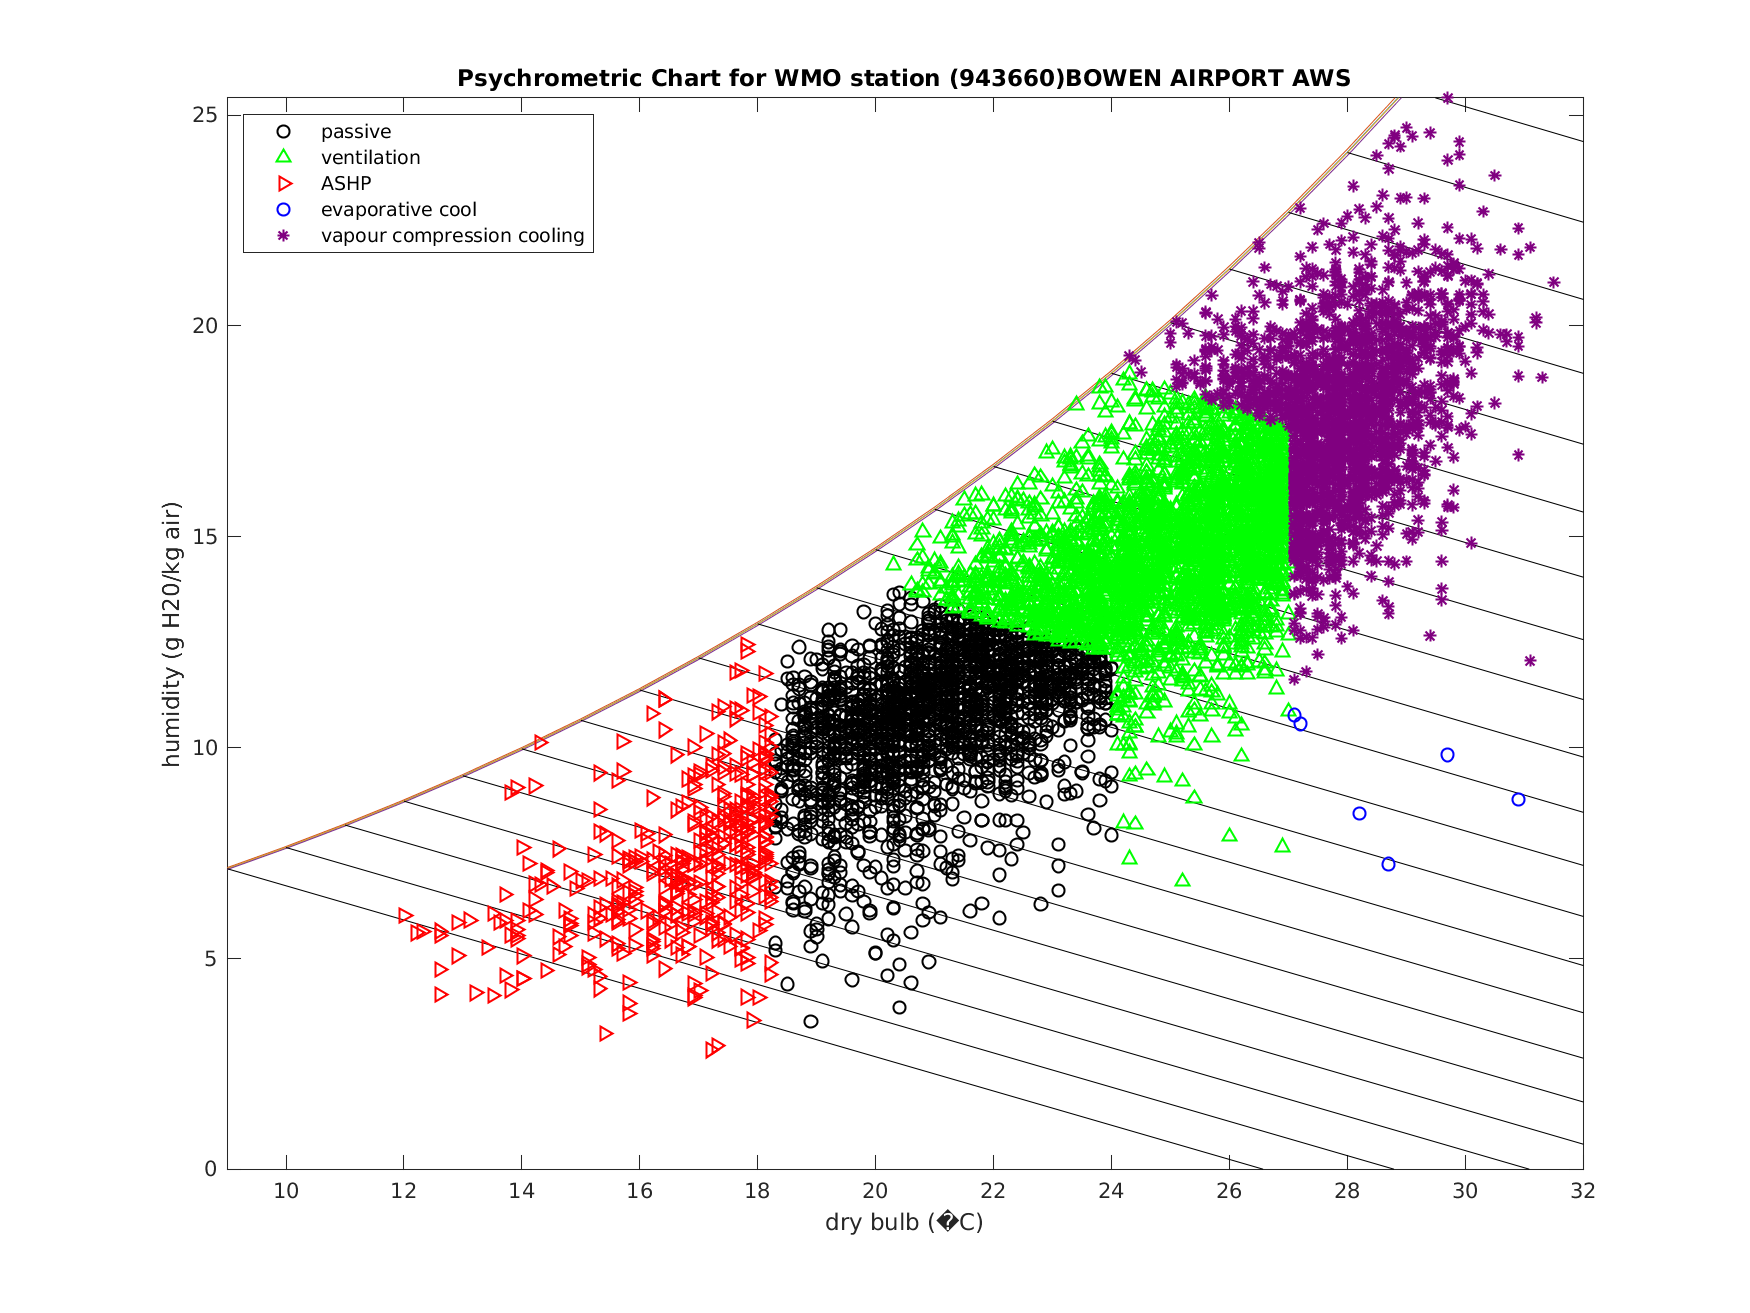 Psychrometric Chart for WMO station (943660)BOWEN AIRPORT AWS
passive
ventilation
ASHP
evaporative cool
vapour compression cooling
25
20
15
10
5
0
humidity (g H20/kg air)
10 12 14 16 18 20 22 24 26 28 30 32
dry bulb (�C)